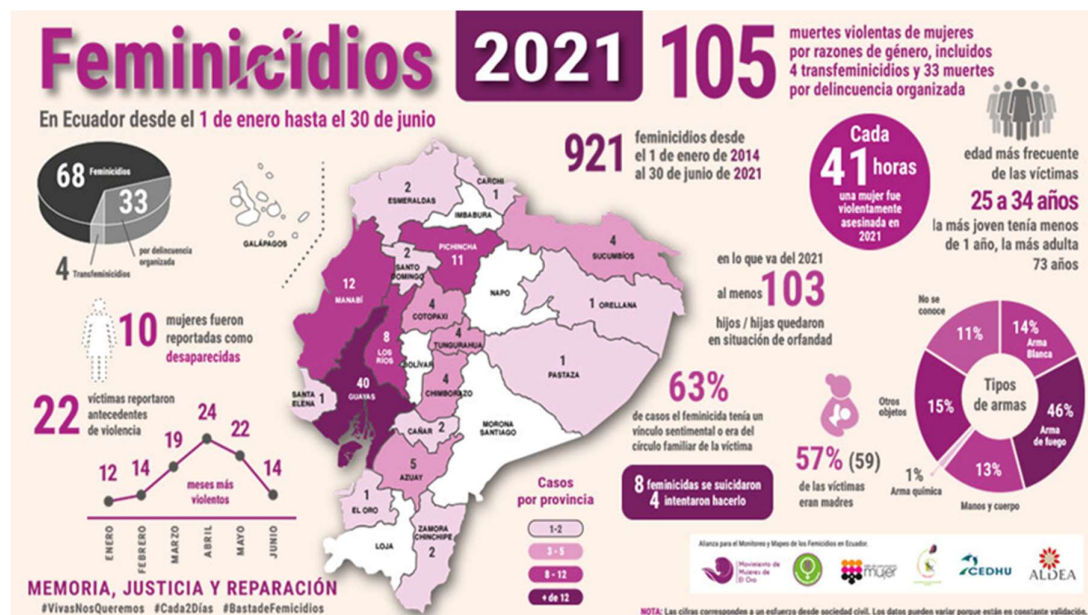 Feminicidios
2021
105
muertes violentas de mujeres
por razones de género, incluidos
4 transfeminicidios y 33 muertes
por delincuencia organizada
En Ecuador desde el 1 de enero hasta el 30 de junio
68 Feminicidios
33
por delincuencia
organizada
4 Transfeminicidios
GALÁPAGOS
921
feminicidios desde
el 1 de enero de 2014
al 30 de junio de 2021
Cada
41 horas
una mujer fue
violentamente
asesinada en
2021
edad más frecuente
de las víctimas
25 a 34 años
la más joven tenía menos
de 1 año, la más adulta
73 años
2
ESMERALDAS
CARCHI
1
IMBABURA
PICHINCHA
11
2
SANTO
DOMINGO
12
MANABÍ
4
SUCUMBÍOS
NAPO
1
ORELLANA
4
COTOPAXI
4
TUNGURAHUA
8
LOS
RÍOS
BOLÍVAR
1
PASTAZA
40
GUAYAS
4
CHIMBORAZO
SANTA
ELENA
1
MORONA
SANTIAGO
CAÑAR
2
5
AZUAY
1
EL ORO
LOJA
ZAMORA
CHINCHIPE
2
10
mujeres fueron
reportadas como
desaparecidas
22
víctimas reportaron
antecedentes
de violencia
12
14
19
24
22
14
meses más
violentos
ENERO
FEBRERO
MARZO
ABRIL
MAYO
JUNIO
MEMORIA, JUSTICIA Y REPARACIÓN
#VivasNosQueremos #Cada2Días #BastadeFemicidios
en lo que va del 2021
al menos 103
hijos / hijas quedaron
en situación de orfandad
63%
de casos el feminicida tenía un
vínculo sentimental o era del
círculo familiar de la víctima
8 feminicidas se suicidaron
4 intentaron hacerlo
Casos
por provincia
1-2
3 - 5
8 - 12
+ de 12
57% (59)
de las víctimas
eran madres
Tipos
de armas
No se
conoce
11%
14%
Arma
Blanca
46%
Arma
de fuego
13%
Manos y cuerpo
1%
Arma química
15%
Otros
objetos
Alianza para el Monitoreo y Mapeo de los Femicidios en Ecuador.
Movimiento de
Mujeres de
El Oro
mujer
CEDHU
ALDEA
NOTA: Las cifras corresponden a un esfuerzo desde sociedad civil. Los datos pueden variar porque están en constante validación.